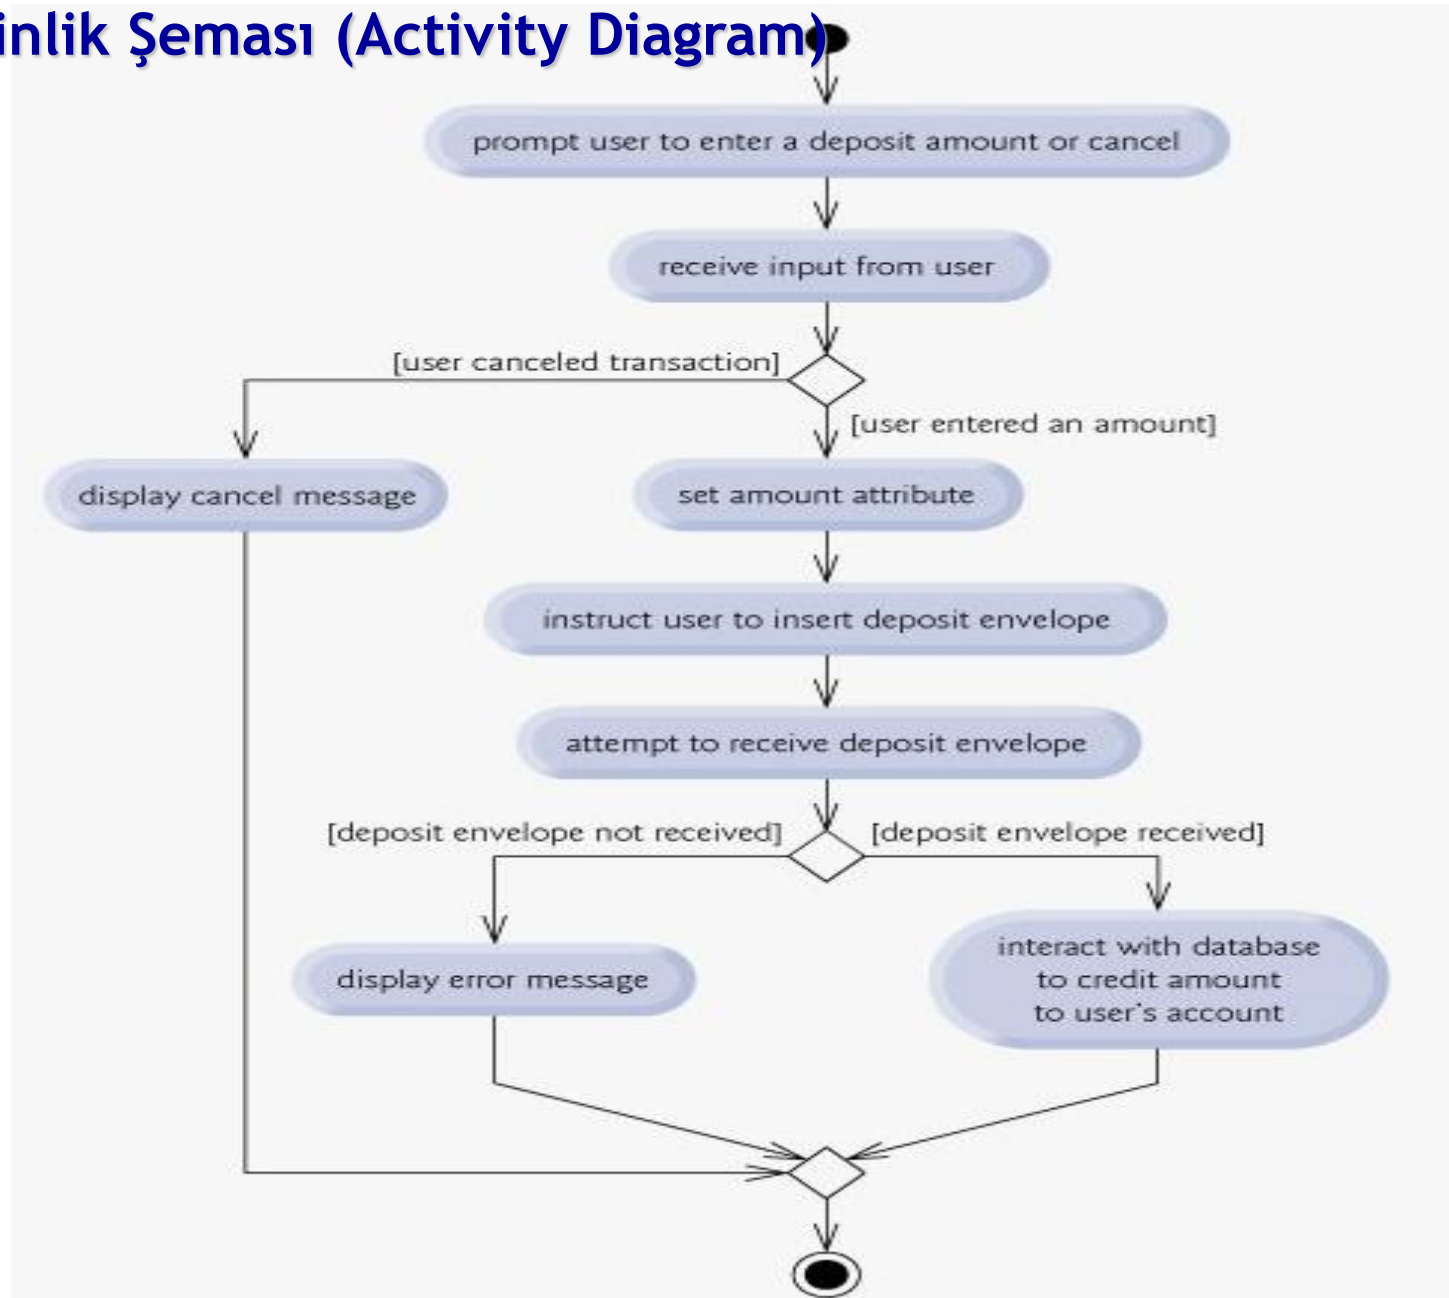 inlik Şeması (Activity Diagram)
prompt user to enter a deposit amount or cancel
receive input from user
[user canceled transaction]
[user entered an amount]
display cancel message
set amount attribute
instruct user to insert deposit envelope
attempt to receive deposit envelope
[deposit envelope not received]
[deposit envelope received]
display error message
interact with database
to credit amount
to user's account